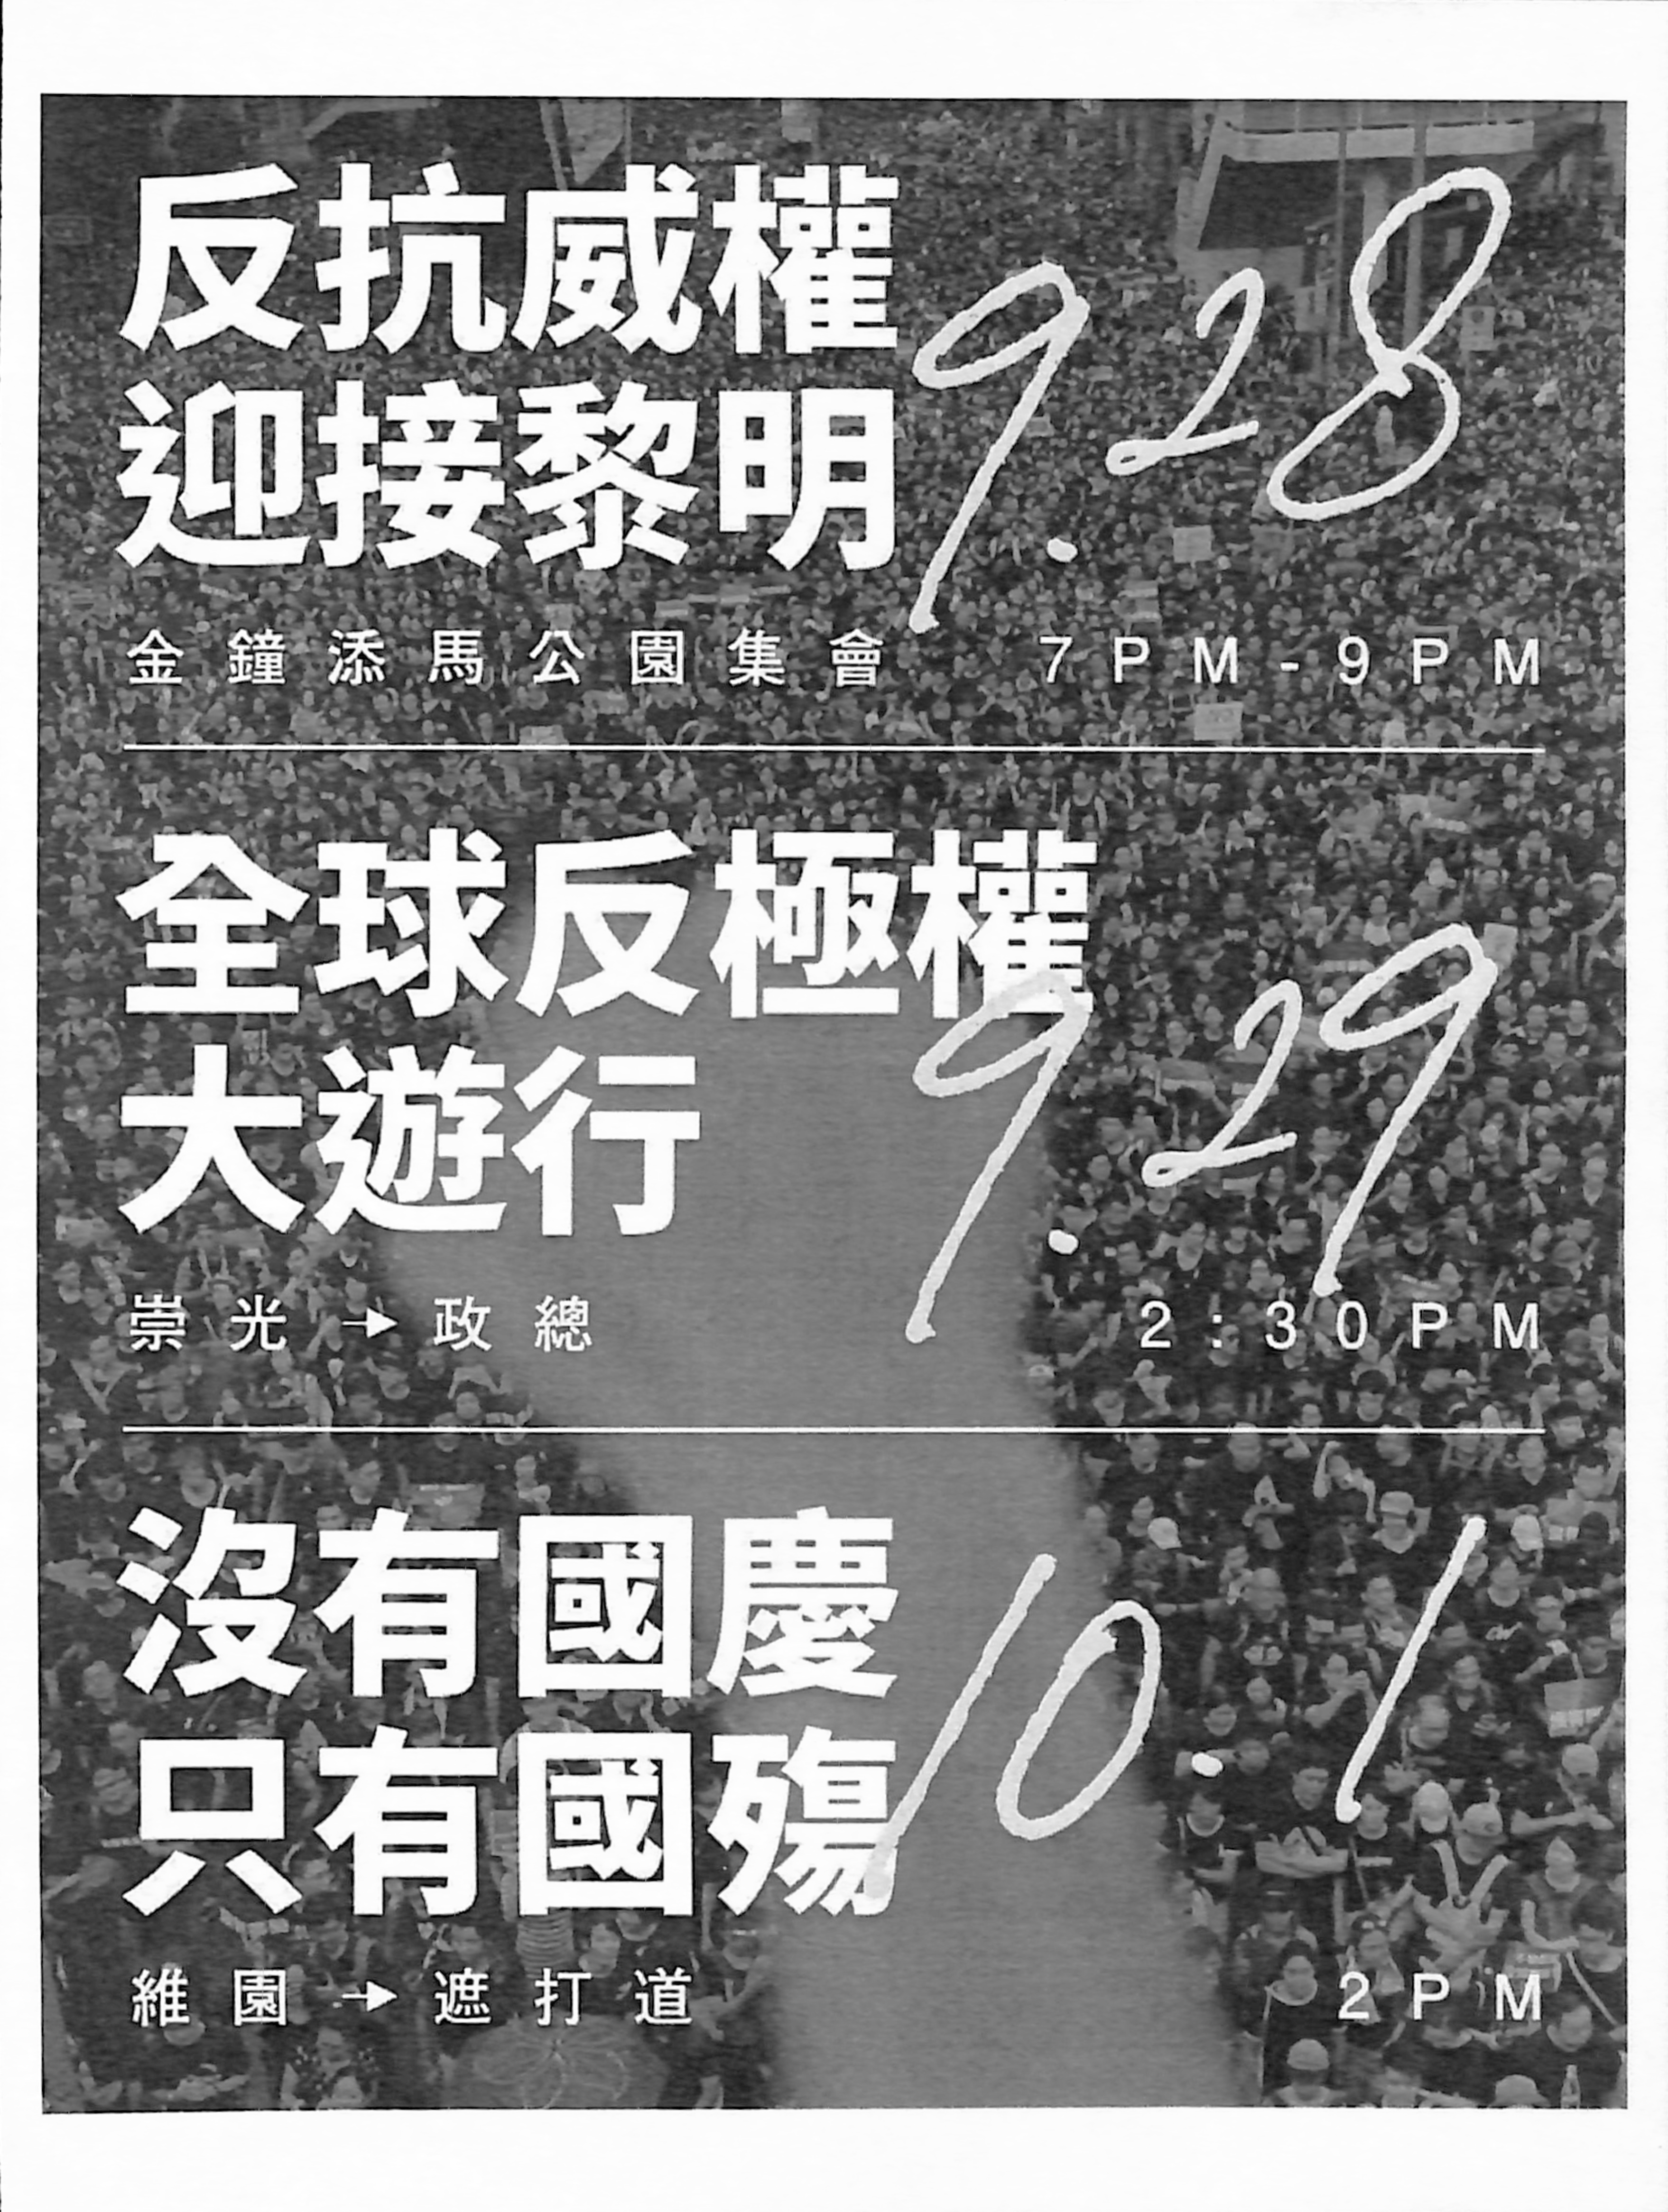 反抗威權
迎接黎明
9.28
金鐘添馬公園集會 7PM-9PM
全球反極權
大遊行
9.29
崇光→政總 2:30PM
沒有國慶
只有國殤
10.1
維園→遮打道 2PM